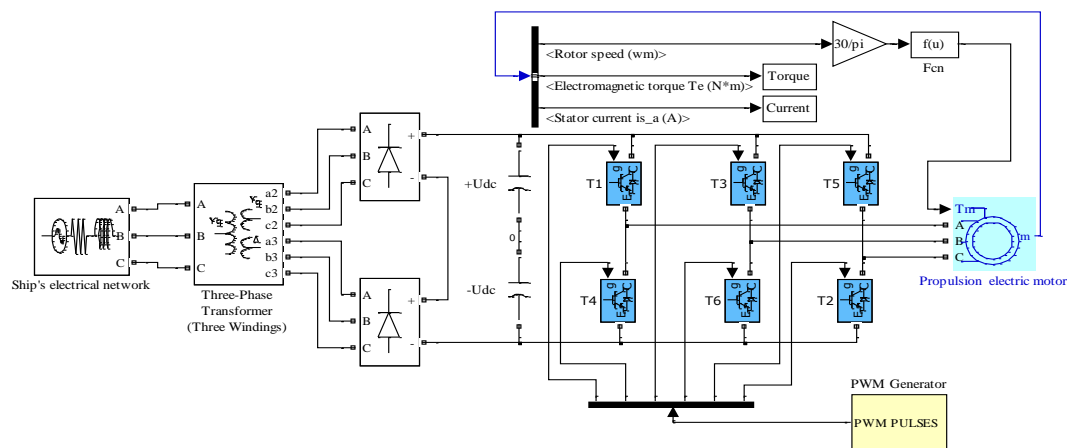 <Rotor speed (wm)>
30/pi
f(u)
Fcn
<Electromagnetic torque Te (N*m)>
Torque
<Stator current is_a (A)>
Current
A
B
C
+
-
+Udc
0
-Udc
T1
g
C
E
T3
g
C
E
T5
g
C
E
T4
g
C
E
T6
g
C
E
T2
g
C
E
Tm
A
B
C
m
Propulsion electric motor
A
B
C
Ship's electrical network
A
B
C
a2
b2
c2
a3
b3
c3
Three-Phase
Transformer
(Three Windings)
A
B
C
+
-
PWM Generator
PWM PULSES